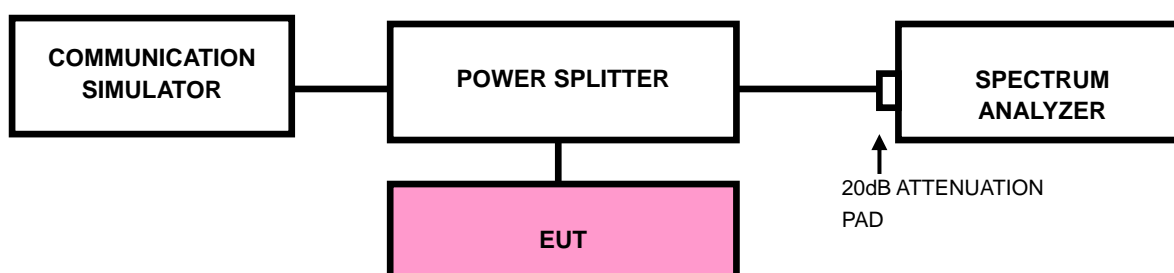 COMMUNICATION
SIMULATOR
POWER SPLITTER
SPECTRUM
ANALYZER
20dB ATTENUATION
PAD
EUT